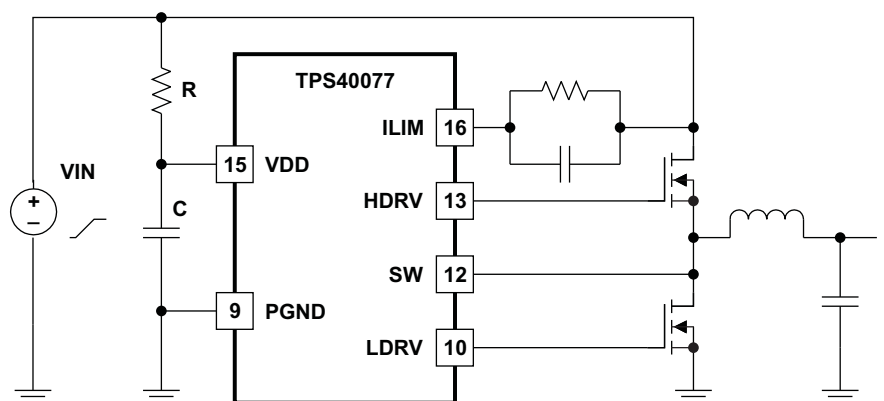 TPS40077
R
ILIM
16
VIN
15
VDD
+
–
C
HDRV
13
SW
12
9
PGND
LDRV
10